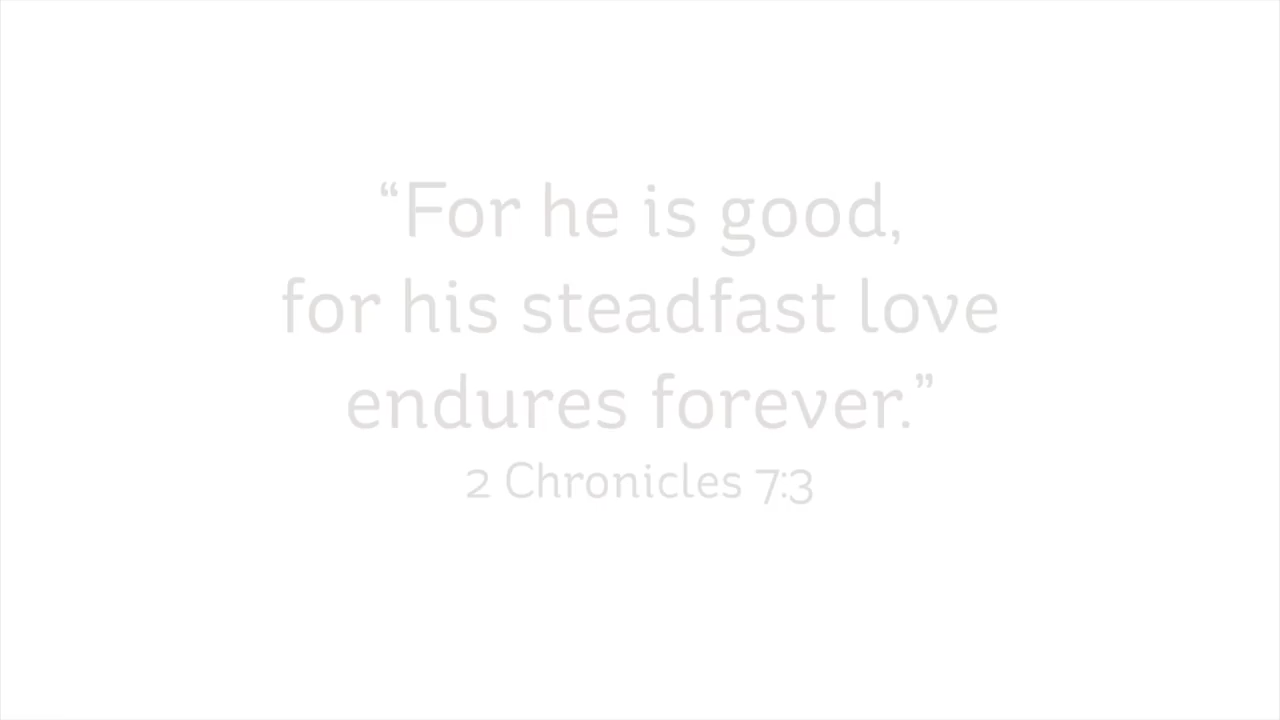 “For he is good,
for his steadfast love
endures forever.”
2 Chronicles 7:3